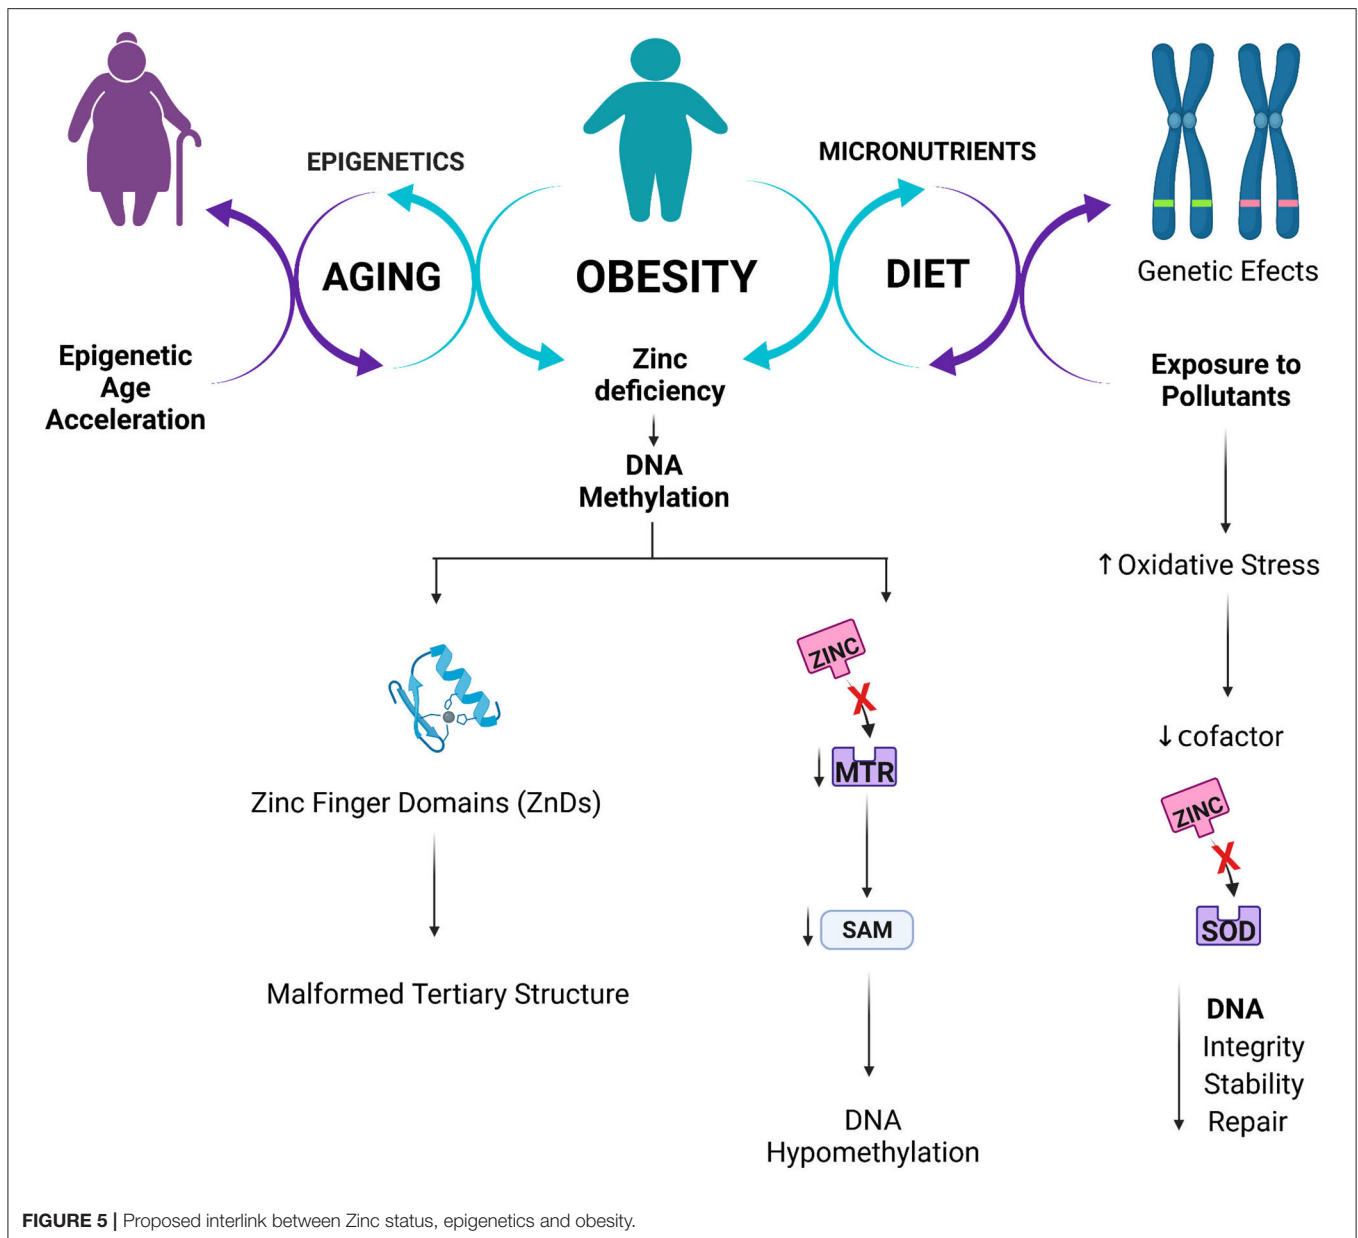 EPIGENETICS
MICRONUTRIENTS
AGING
OBESITY
DIET
Genetic Efects
Epigenetic
Age
Acceleration
Zinc
deficiency
Exposure to
Pollutants
DNA
Methylation
↑Oxidative Stress
ZINC
X
MTR
↓cofactor
Zinc Finger Domains (ZnDs)
ZINC
X
SOD
SAM
Malformed Tertiary Structure
DNA
Integrity
Stability
Repair
DNA
Hypomethylation
FIGURE 5 | Proposed interlink between Zinc status, epigenetics and obesity.